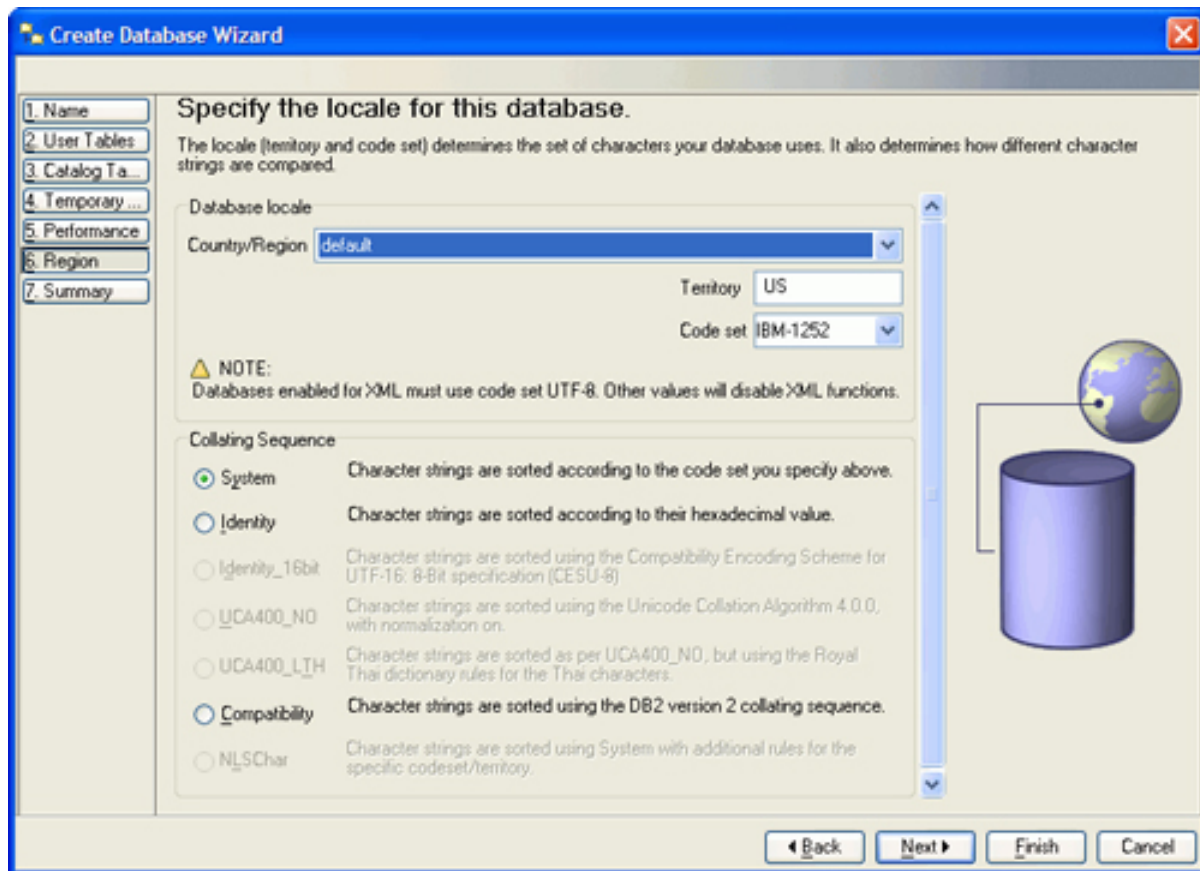 Create Database Wizard
1. Name
2. User Tables
3. Catalog Ta...
4. Temporary ...
5. Performance
6. Region
7. Summary
Specify the locale for this database.
The locale (territory and code set) determines the set of characters your database uses. It also determines how different character
strings are compared.
Database locale
Country/Region default
Territory US
Code set IBM-1252
NOTE:
Databases enabled for XML must use code set UTF-8. Other values will disable XML functions.
Collating Sequence
System Character strings are sorted according to the code set you specify above.
Identity Character strings are sorted according to their hexadecimal value.
Identity_16bit Character strings are sorted using the Compatibility Encoding Scheme for
UTF-16: 8-Bit specification (CESU-8)
UCA400_NO Character strings are sorted using the Unicode Collation Algorithm 4.0.0,
with normalization on.
UCA400_LTH Character strings are sorted as per UCA400_NO, but using the Royal
Thai dictionary rules for the Thai characters.
Compatibility Character strings are sorted using the DB2 version 2 collating sequence.
NLSChar Character strings are sorted using System with additional rules for the
specific codeset/territory.
Back Next Finish Cancel